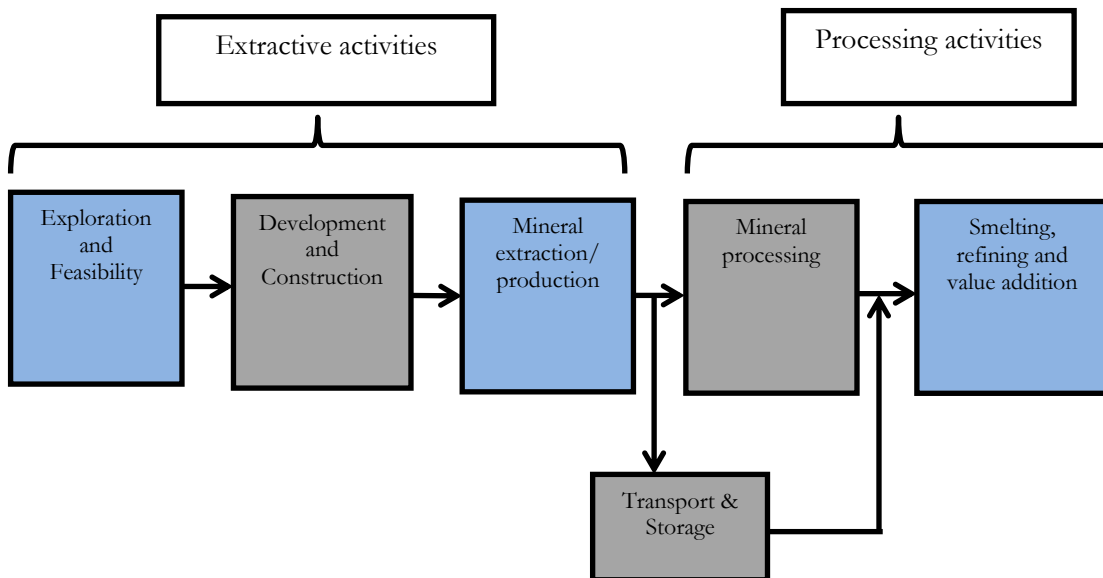 Extractive activities
Processing activities
Exploration
and
Feasibility
Development
and
Construction
Mineral
extraction/
production
Mineral
processing
Smelting,
refining and
value addition
Transport &
Storage